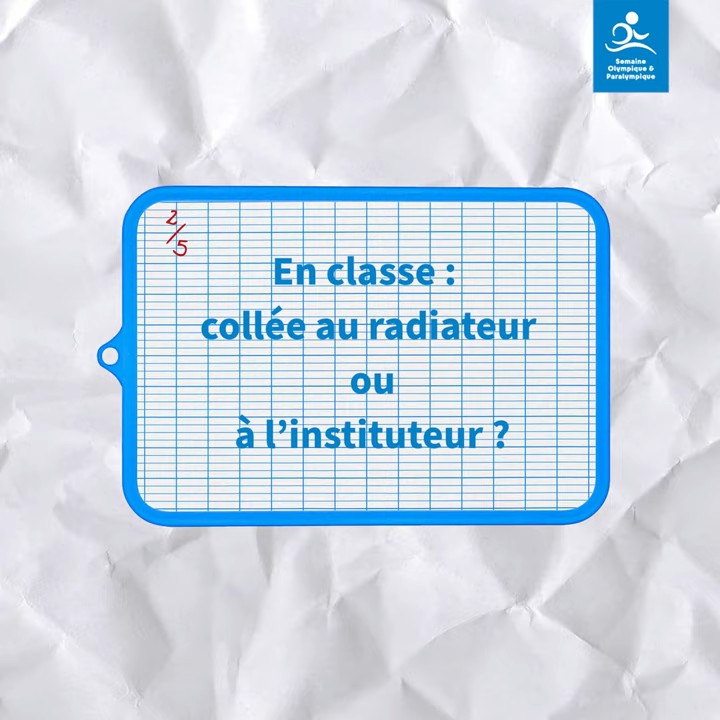 Semaine
Olympique &
Paralympique
2/5
En classe :
collée au radiateur
ou
à l'instituteur ?